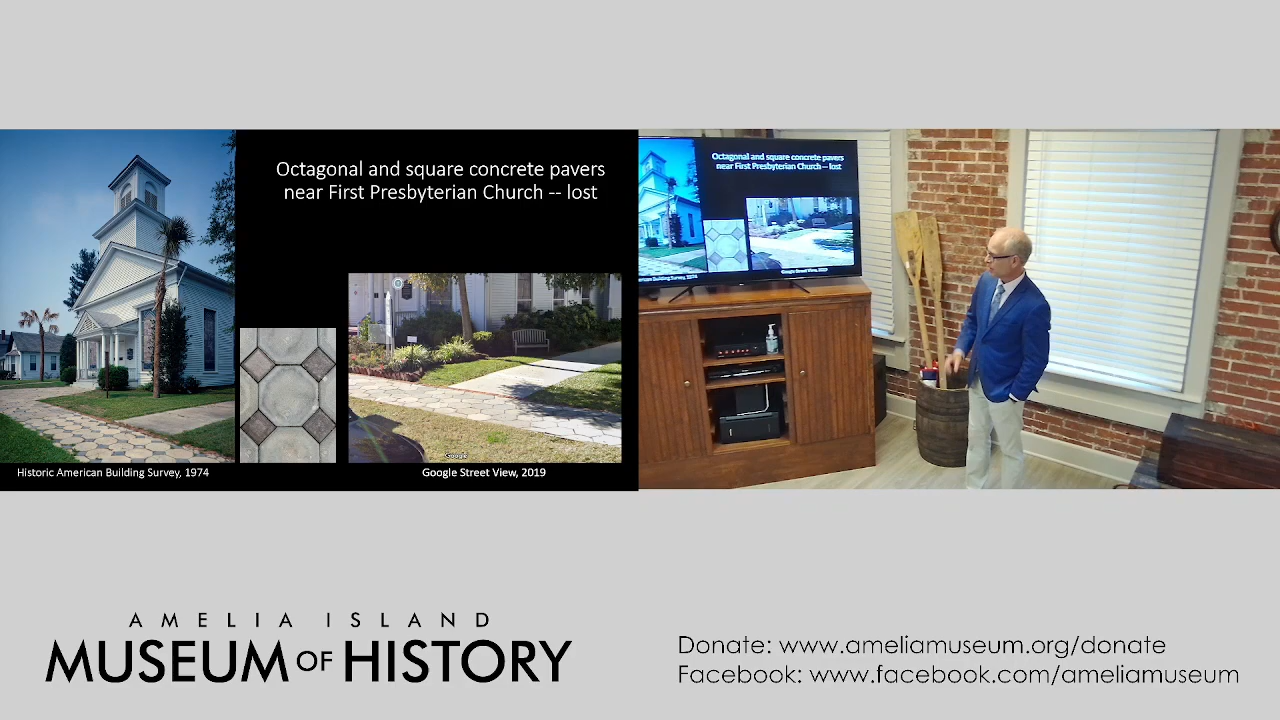 Octagonal and square concrete pavers
near First Presbyterian Church -- lost
Historic American Building Survey, 1974
Google
Google Street View, 2019
Octagonal and square concrete pavers
near First Presbyterian Church -- lost
Google Street View, 2019
AMELIA ISLAND
MUSEUM OF HISTORY
Donate: www.ameliamuseum.org/donate
Facebook: www.facebook.com/ameliamuseum